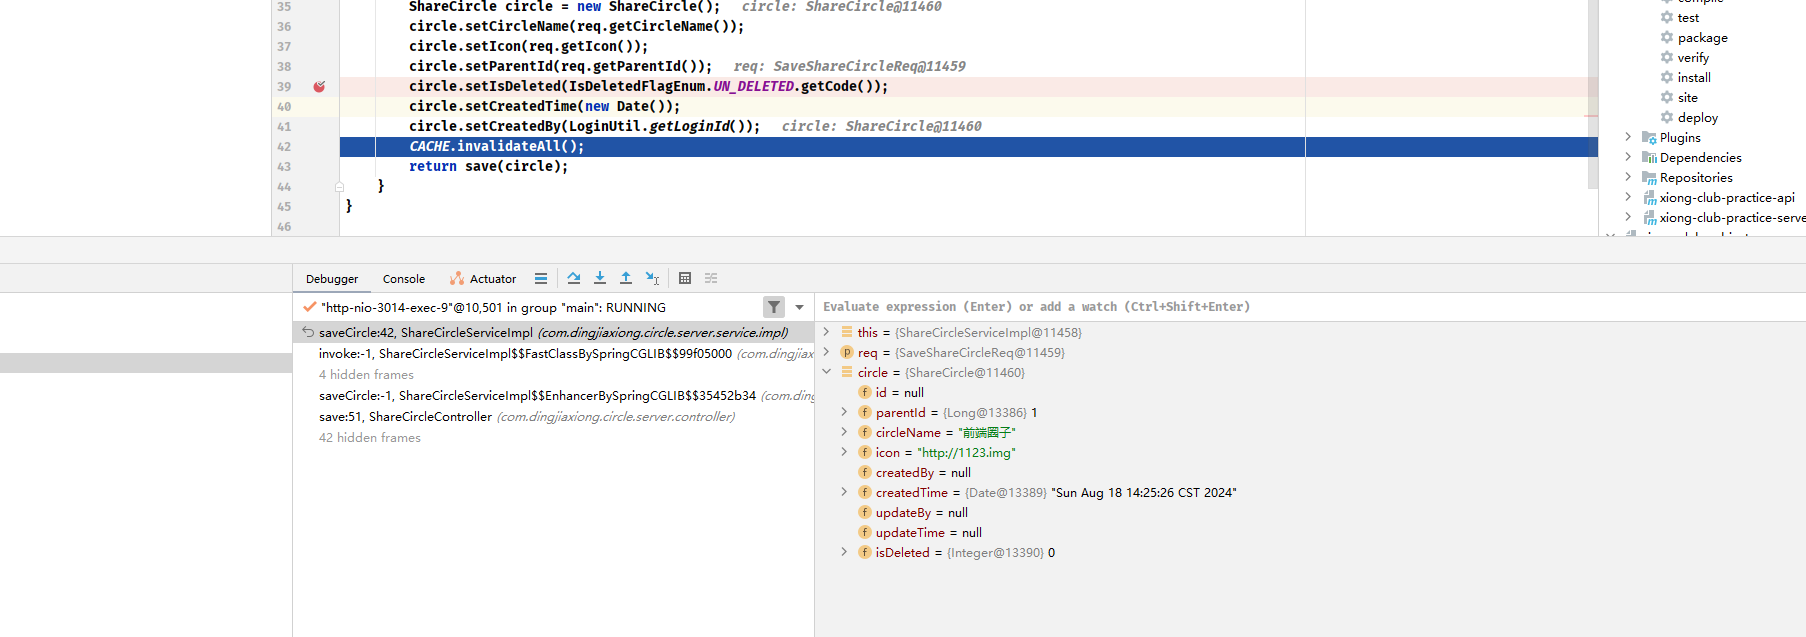 35 ShareCircle circle = new ShareCircle(); circle: ShareCircle@11460
36 circle.setCircleName(req.getCircleName());
37 circle.setIcon(req.getIcon());
38 circle.setParentId(req.getParentId()); req: SaveShareCircleReq@11459
39 circle.setIsDeleted(IsDeletedFlagEnum.UN_DELETED.getCode());
40 circle.setCreatedTime(new Date());
41 circle.setCreatedBy(LoginUtil.getLoginId()); circle: ShareCircle@11460
42 CACHE.invalidateAll();
43 return save(circle);
44 }
45 }
46
test
package
verify
install
site
deploy
Plugins
Dependencies
Repositories
xiong-club-practice-api
xiong-club-practice-serve
Debugger Console Actuator
"http-nio-3014-exec-9"@10,501 in group "main": RUNNING
saveCircle:42, ShareCircleServiceImpl (com.dingjiaxiong.circle.server.service.impl)
invoke:-1, ShareCircleServiceImpl$$FastClassBySpringCGLIB$$99f05000 (com.dingjiax
4 hidden frames
saveCircle:-1, ShareCircleServiceImpl$$EnhancerBySpringCGLIB$$35452b34 (com.ding
save:51, ShareCircleController (com.dingjiaxiong.circle.server.controller)
42 hidden frames
Evaluate expression (Enter) or add a watch (Ctrl+Shift+Enter)
this = {ShareCircleServiceImpl@11458}
p req = {SaveShareCircleReq@11459}
circle = {ShareCircle@11460}
f id = null
f parentId = {Long@13386} 1
f circleName = "前端圈子"
f icon = "http://1123.img"
f createdBy = null
f createdTime = {Date@13389} "Sun Aug 18 14:25:26 CST 2024"
f updateBy = null
f updateTime = null
f isDeleted = {Integer@13390} 0